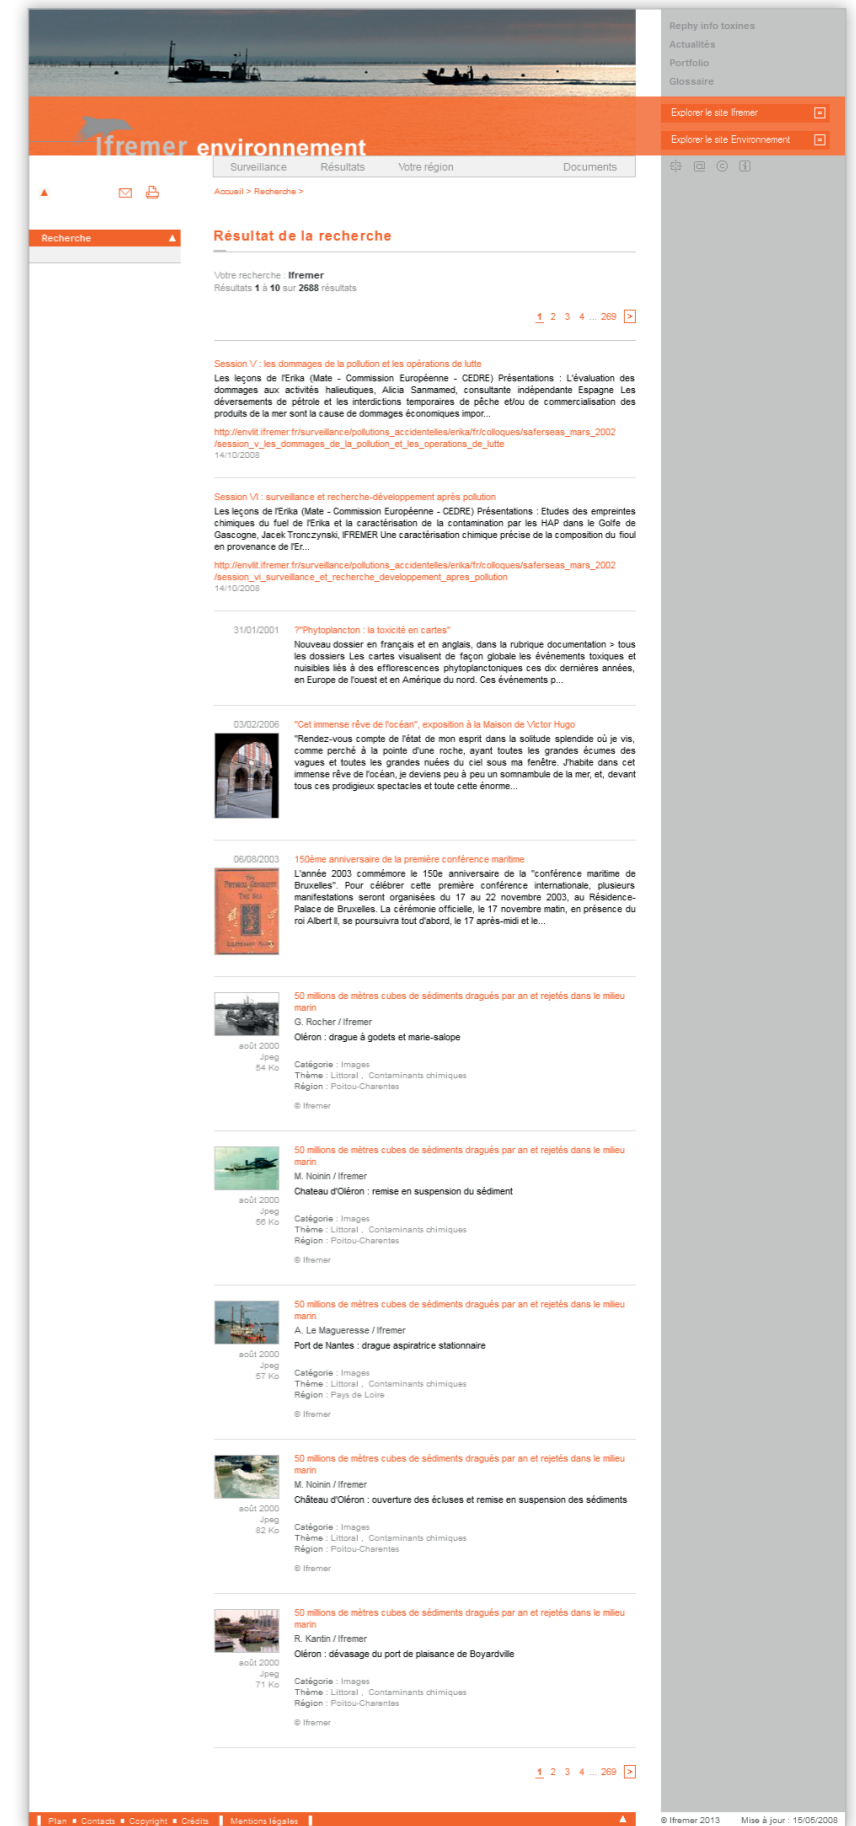 Rephy info toxines
Actualités
Portfolio
Glossaire
Explorer le site Ifremer
Explorer le site Environnement
Ifremer environnement
Surveillance Résultats Votre région Documents
Accueil > Recherche >
Recherche
Résultat de la recherche
Votre recherche : Ifremer
Résultats 1 à 10 sur 2688 résultats
1 2 3 4 ... 269 >
Session V : les dommages de la pollution et les opérations de lutte
Les leçons de l'Erika (Mate - Commission Européenne - CEDRE) Présentations : L'évaluation des
dommages aux activités halieutiques, Alicia Sanmamed, consultante indépendante Espagne Les
déversements de pétrole et les interdictions temporaires de pêche et/ou de commercialisation des
produits de la mer sont la cause de dommages économiques impor...
http://envlit.ifremer.fr/surveillance/pollutions_accidentelles/erika/fr/colloques/saferseas_mars_2002
/session_v_les_dommages_de_la_pollution_et_les_operations_de_lutte
14/10/2008
Session VI : surveillance et recherche-développement après pollution
Les leçons de l'Erika (Mate - Commission Européenne - CEDRE) Présentations : Etudes des empreintes
chimiques du fuel de l'Erika et la caractérisation de la contamination par les HAP dans le Golfe de
Gascogne, Jacek Tronczynski, IFREMER Une caractérisation chimique précise de la composition du fioul
en provenance de l'Er...
http://envlit.ifremer.fr/surveillance/pollutions_accidentelles/erika/fr/colloques/saferseas_mars_2002
/session_vi_surveillance_et_recherche_developpement_apres_pollution
14/10/2008
31/01/2001 ?"Phytoplancton : la toxicité en cartes"
Nouveau dossier en français et en anglais, dans la rubrique documentation > tous
les dossiers Les cartes visualisent de façon globale les événements toxiques et
nuisibles liés à des efflorescences phytoplanctoniques ces dix dernières années,
en Europe de l'ouest et en Amérique du nord. Ces événements p...
03/02/2006 "Cet immense rêve de l'océan", exposition à la Maison de Victor Hugo
"Rendez-vous compte de l'état de mon esprit dans la solitude splendide où je vis,
comme perché à la pointe d'une roche, ayant toutes les grandes écumes des
vagues et toutes les grandes nuées du ciel sous ma fenêtre. J'habite dans cet
immense rêve de l'océan, je deviens peu à peu un somnambule de la mer, et, devant
tous ces prodigieux spectacles et toute cette énorme...
06/08/2003 150ème anniversaire de la première conférence maritime
L'année 2003 commémore le 150e anniversaire de la "conférence maritime de
Bruxelles". Pour célébrer cette première conférence internationale, plusieurs
manifestations seront organisées du 17 au 22 novembre 2003, au Résidence-
Palace de Bruxelles. La cérémonie officielle, le 17 novembre matin, en présence du
roi Albert II, se poursuivra tout d'abord, le 17 après-midi et le...
50 millions de mètres cubes de sédiments dragués par an et rejetés dans le milieu
marin
G. Rocher / Ifremer
Oléron : drague à godets et marie-salope
août 2000
Jpeg
54 Ko
Catégorie : Images
Thème : Littoral , Contaminants chimiques
Région : Poitou-Charentes
© Ifremer
50 millions de mètres cubes de sédiments dragués par an et rejetés dans le milieu
marin
M. Noinin / Ifremer
Chateau d'Oléron : remise en suspension du sédiment
août 2000
Jpeg
56 Ko
Catégorie : Images
Thème : Littoral , Contaminants chimiques
Région : Poitou-Charentes
© Ifremer
50 millions de mètres cubes de sédiments dragués par an et rejetés dans le milieu
marin
A. Le Magueresse / Ifremer
Port de Nantes : drague aspiratrice stationnaire
août 2000
Jpeg
57 Ko
Catégorie : Images
Thème : Littoral , Contaminants chimiques
Région : Pays de Loire
© Ifremer
50 millions de mètres cubes de sédiments dragués par an et rejetés dans le milieu
marin
M. Noinin / Ifremer
Château d'Oléron : ouverture des écluses et remise en suspension des sédiments
août 2000
Jpeg
82 Ko
Catégorie : Images
Thème : Littoral , Contaminants chimiques
Région : Poitou-Charentes
© Ifremer
50 millions de mètres cubes de sédiments dragués par an et rejetés dans le milieu
marin
R. Kantin / Ifremer
Oléron : dévasage du port de plaisance de Boyardville
août 2000
Jpeg
71 Ko
Catégorie : Images
Thème : Littoral , Contaminants chimiques
Région : Poitou-Charentes
© Ifremer
1 2 3 4 ... 269 >
Plan Contacts Copyright Crédits Mentions légales
© Ifremer 2013 Mise à jour : 15/05/2008